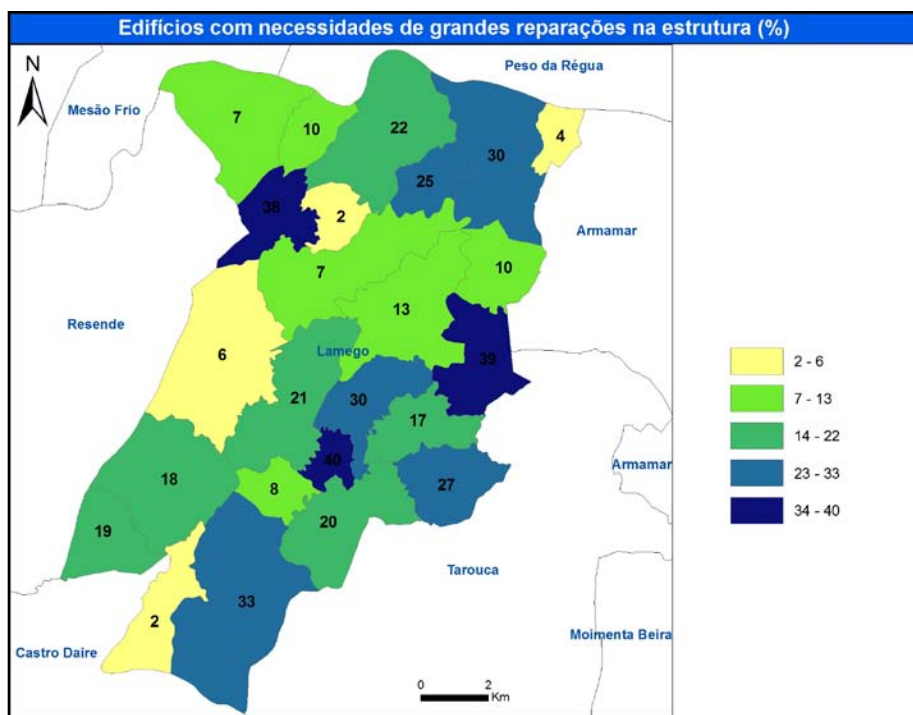 Edifícios com necessidades de grandes reparações na estrutura (%)
N
Peso da Régua
Mesão Frio
7
10
22
30
4
25
38
2
Armamar
7
10
13
Resende
Lamego
6
39
21
30
17
40
18
8
27
Armamar
20
19
Tarouca
33
2
Moimenta Beira
Castro Daire
0 2
Km
2 - 6
7 - 13
14 - 22
23 - 33
34 - 40